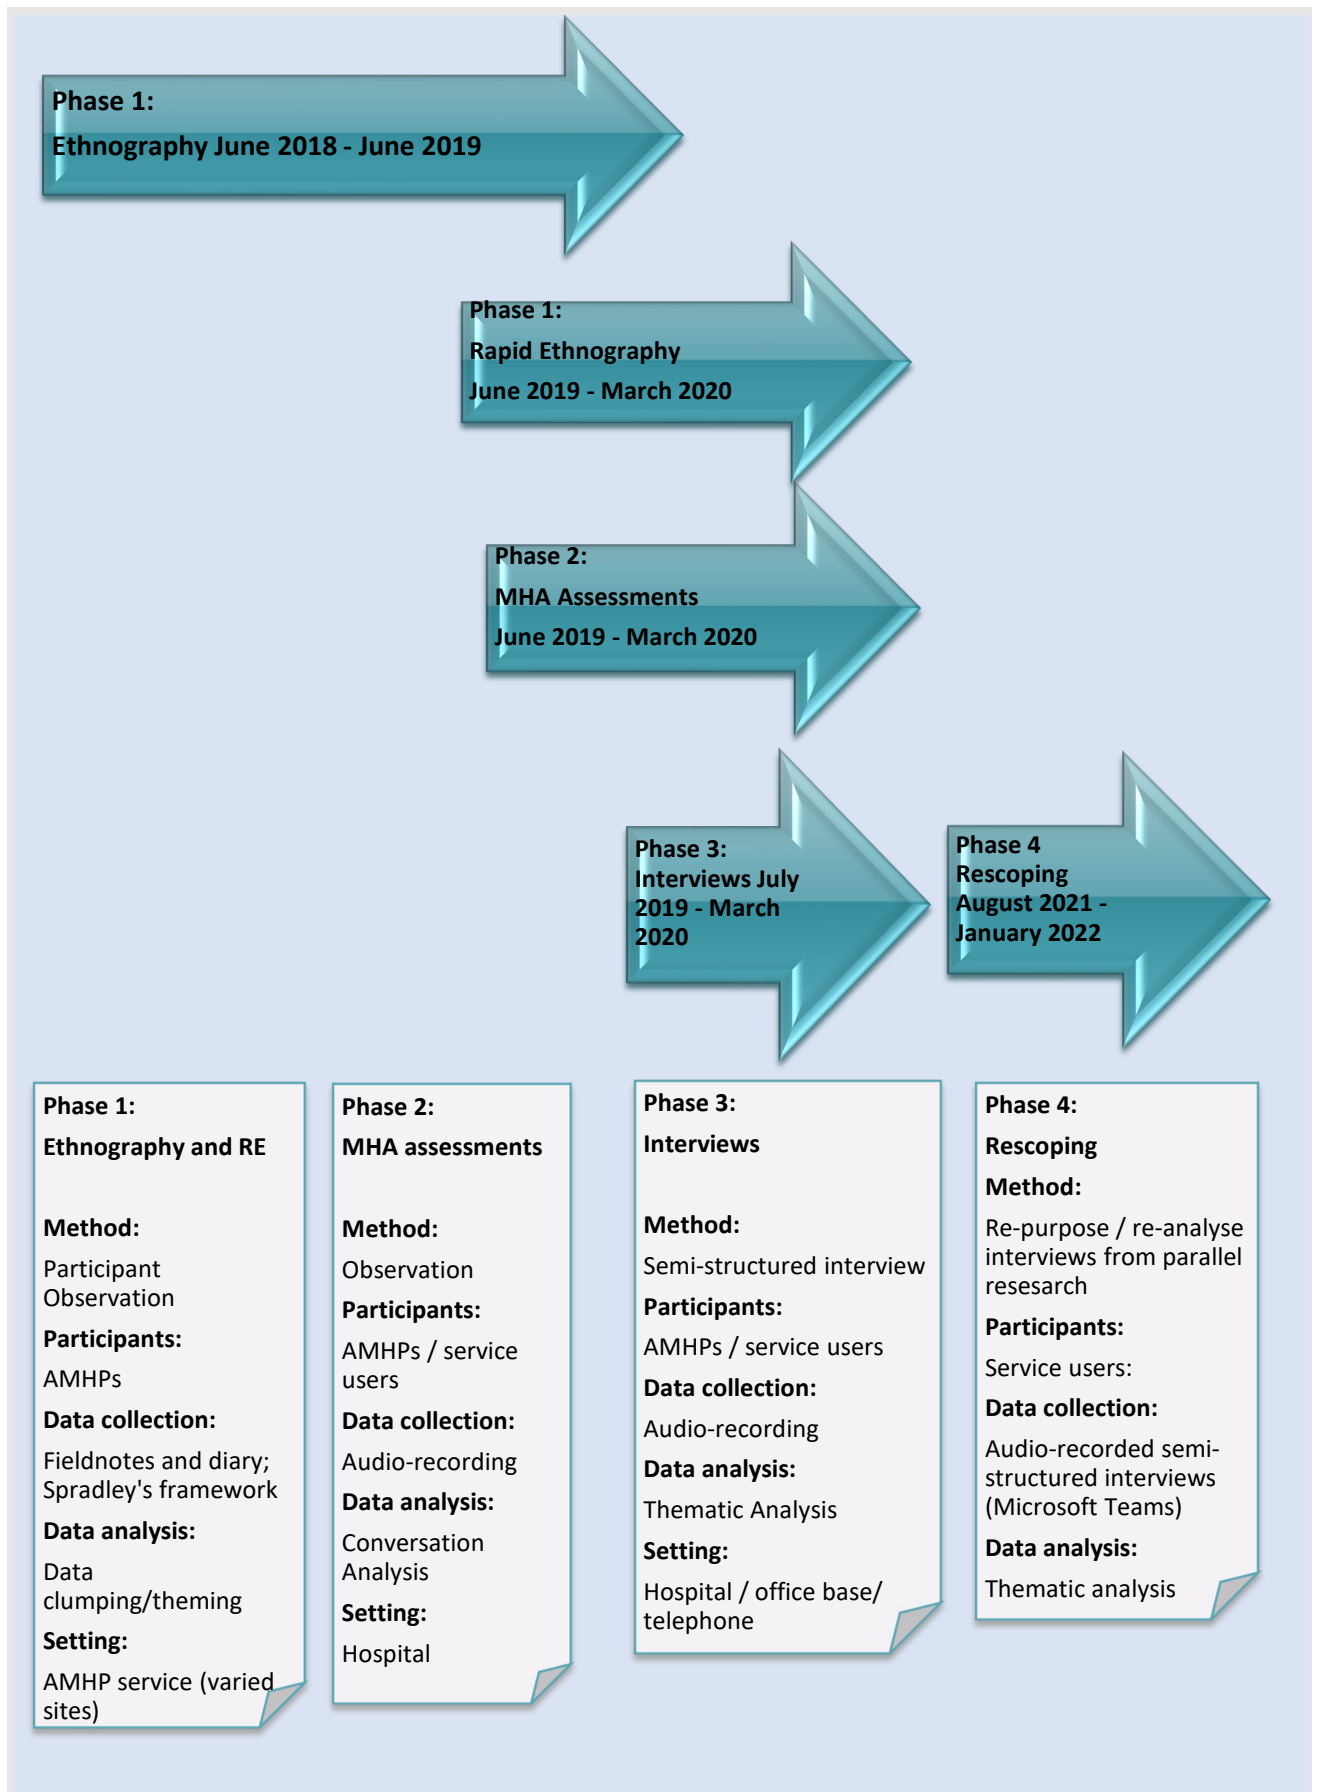 Phase 1:
Ethnography June 2018 - June 2019
Phase 1:
Rapid Ethnography
June 2019 - March 2020
Phase 2:
MHA Assessments
June 2019 - March 2020
Phase 3:
Interviews July
2019 - March
2020
Phase 4
Rescoping
August 2021 -
January 2022
Phase 1:
Ethnography and RE
Method:
Participant
Observation
Participants:
AMHPs
Data collection:
Fieldnotes and diary;
Spradley's framework
Data analysis:
Data
clumping/theming
Setting:
AMHP service (varied
sites)
Phase 2:
MHA assessments
Method:
Observation
Participants:
AMHPs / service
users
Data collection:
Audio-recording
Data analysis:
Conversation
Analysis
Setting:
Hospital
Phase 3:
Interviews
Method:
Semi-structured interview
Participants:
AMHPs / service users
Data collection:
Audio-recording
Data analysis:
Thematic Analysis
Setting:
Hospital / office base/
telephone
Phase 4:
Rescoping
Method:
Re-purpose / re-analyse
interviews from parallel
resesarch
Participants:
Service users:
Data collection:
Audio-recorded semi-
structured interviews
(Microsoft Teams)
Data analysis:
Thematic analysis